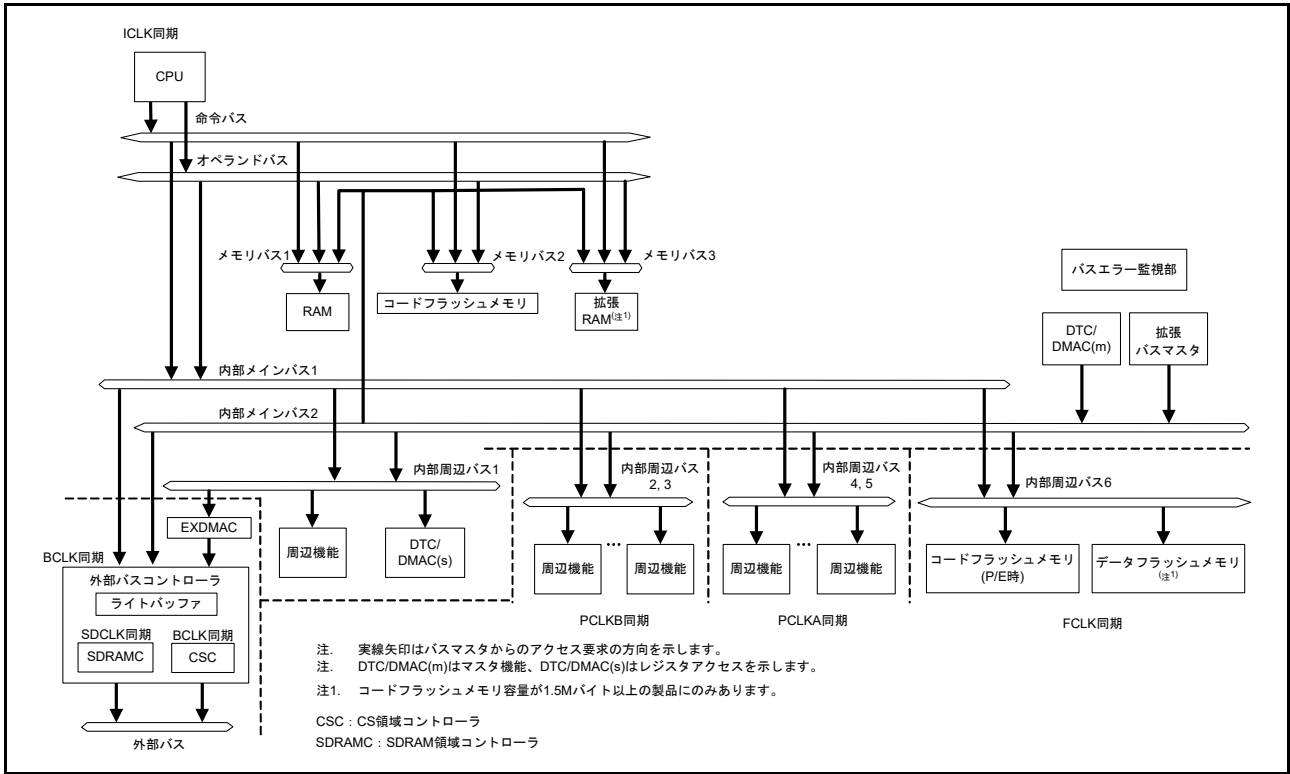 ICLK同期
CPU
命令バス
オペランドバス
メモリバス1
メモリバス2
メモリバス3
RAM
コードフラッシュメモリ
拡張
RAM(注1)
バスエラー監視部
DTC/
DMAC(m)
拡張
バスマスタ
内部メインバス1
内部メインバス2
内部周辺バス1
内部周辺バス
2, 3
内部周辺バス
4, 5
内部周辺バス6
EXDMAC
周辺機能
DTC/
DMAC(s)
周辺機能
...
周辺機能
周辺機能
...
周辺機能
コードフラッシュメモリ
(P/E時)
データフラッシュメモリ
(注1)
BCLK同期
外部バスコントローラ
ライトバッファ
SDCLK同期
BCLK同期
SDRAMC
CSC
外部バス
PCLKB同期
PCLKA同期
FCLK同期
注. 実線矢印はバスマスタからのアクセス要求の方向を示します。
注. DTC/DMAC(m)はマスタ機能、DTC/DMAC(s)はレジスタアクセスを示します。
注1. コードフラッシュメモリ容量が1.5Mバイト以上の製品にのみあります。
CSC：CS領域コントローラ
SDRAMC：SDRAM領域コントローラ